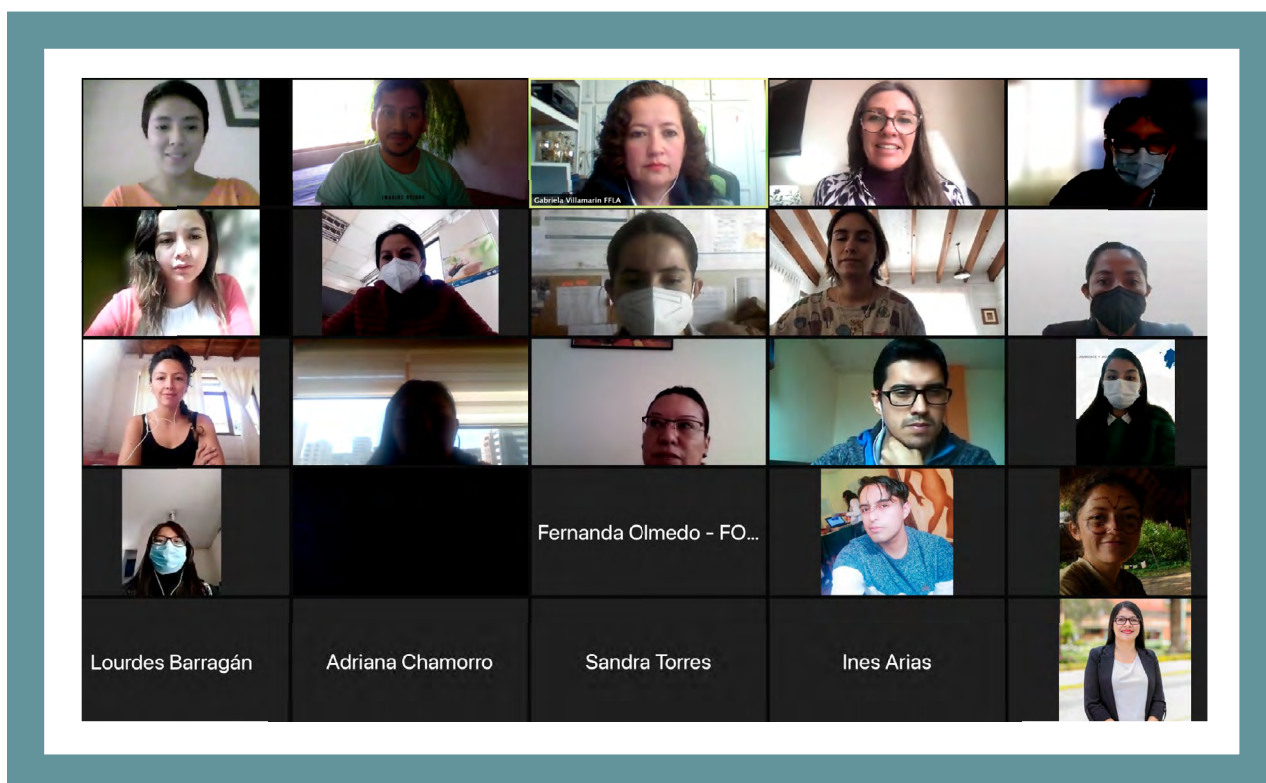 Gabriela Villamarin FFLA
Fernanda Olmedo - FO...
Lourdes Barragán
Adriana Chamorro
Sandra Torres
Ines Arias